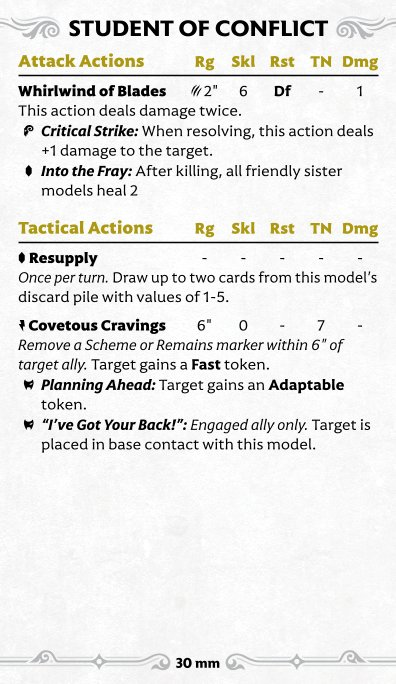 STUDENT OF CONFLICT
Attack Actions Rg Skl Rst TN Dmg
Whirlwind of Blades 2" 6 Df - 1
This action deals damage twice.
Critical Strike: When resolving, this action deals
+1 damage to the target.
Into the Fray: After killing, all friendly sister
models heal 2
Tactical Actions Rg Skl Rst TN Dmg
Resupply - - - - -
Once per turn. Draw up to two cards from this model's
discard pile with values of 1-5.
Covetous Cravings 6" 0 - 7 -
Remove a Scheme or Remains marker within 6" of
target ally. Target gains a Fast token.
Planning Ahead: Target gains an Adaptable
token.
"I've Got Your Back!": Engaged ally only. Target is
placed in base contact with this model.
30 mm